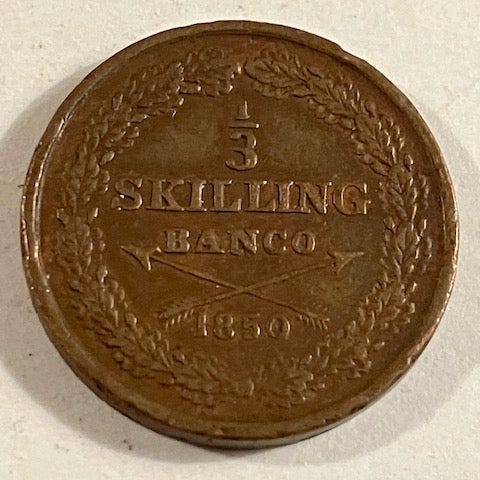 1/3
SKILLING
BANCO
1850